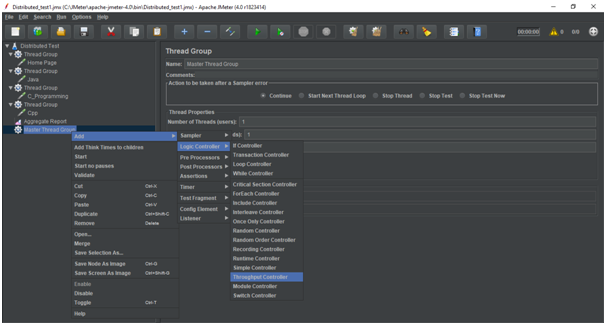 Distributed_test1.jmx (C:\JMeter\apache-jmeter-4.0\bin\Distributed_test1.jmx) - Apache JMeter (4.0 r1823414)
File Edit Search Run Options Help
00:00:00 0 0/0
Distributed Test
Thread Group
Home Page
Thread Group
Java
Thread Group
C_Programming
Thread Group
Cpp
Aggregate Report
Master Thread Group
Thread Group
Name: Master Thread Group
Comments:
Action to be taken after a Sampler error
Continue Start Next Thread Loop Stop Thread Stop Test Stop Test Now
Thread Properties
Number of Threads (users): 1
ds): 1
Add
Add Think Times to children
Start
Start no pauses
Validate
Cut Ctrl-X
Copy Ctrl-C
Paste Ctrl-V
Duplicate Ctrl+Shift-C
Remove Delete
Open...
Merge
Save Selection As...
Save Node As Image Ctrl-G
Save Screen As Image Ctrl+Shift-G
Enable
Disable
Toggle Ctrl-T
Help
Sampler
Logic Controller
Pre Processors
Post Processors
Assertions
Timer
Test Fragment
Config Element
Listener
If Controller
Transaction Controller
Loop Controller
While Controller
Critical Section Controller
ForEach Controller
Include Controller
Interleave Controller
Once Only Controller
Random Controller
Random Order Controller
Recording Controller
Runtime Controller
Simple Controller
Throughput Controller
Module Controller
Switch Controller